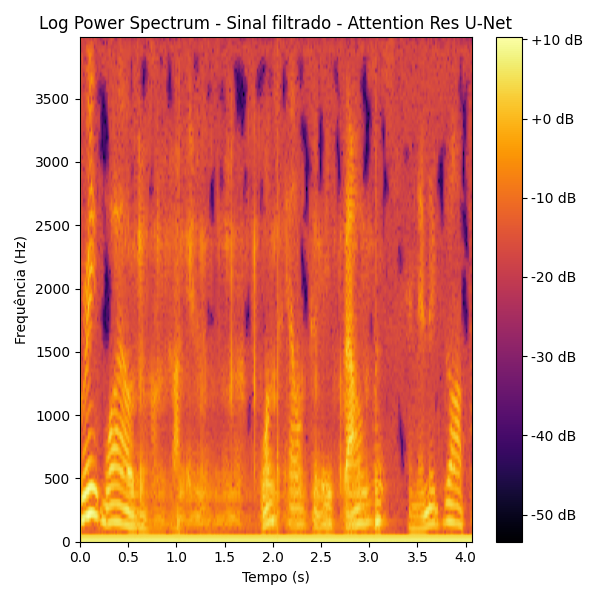 Log Power Spectrum - Sinal filtrado - Attention Res U-Net
Frequência (Hz)
3500
3000
2500
2000
1500
1000
500
0
0.0 0.5 1.0 1.5 2.0 2.5 3.0 3.5 4.0
Tempo (s)
+10 dB
+0 dB
-10 dB
-20 dB
-30 dB
-40 dB
-50 dB